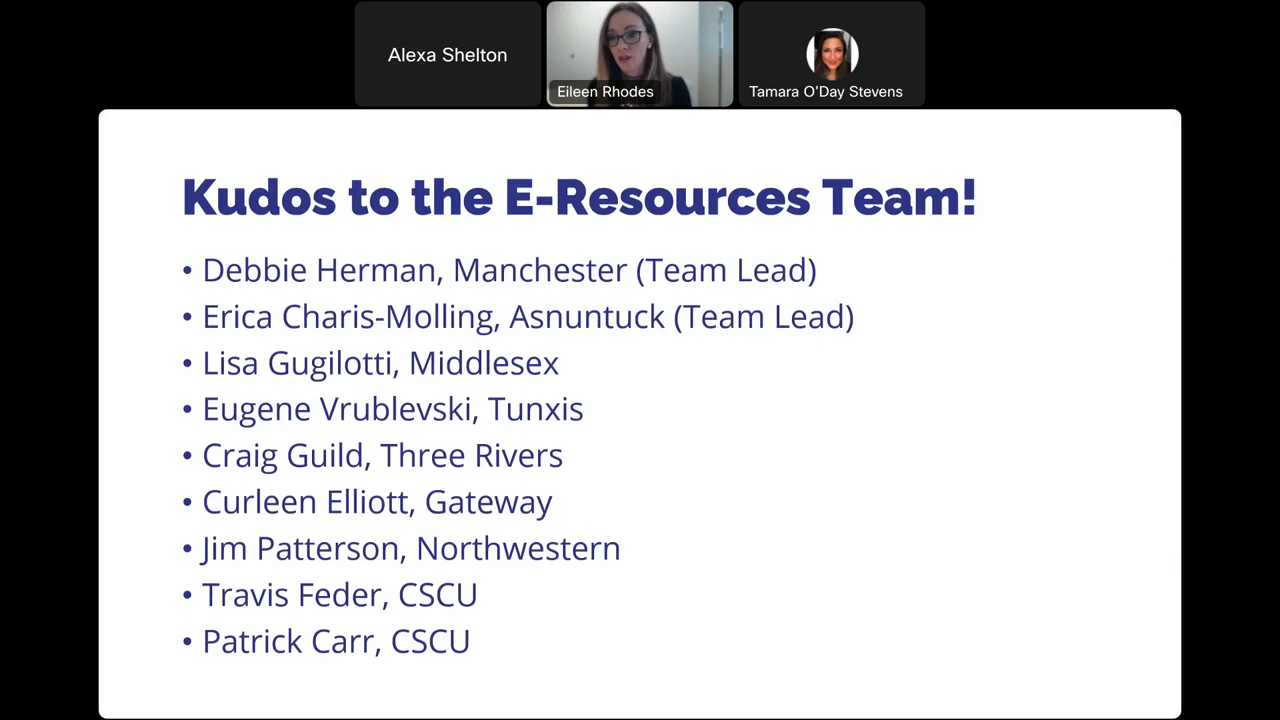 Alexa Shelton
Eileen Rhodes
Tamara O'Day Stevens
Kudos to the E-Resources Team!
• Debbie Herman, Manchester (Team Lead)
• Erica Charis-Molling, Asnuntuck (Team Lead)
• Lisa Gugilotti, Middlesex
• Eugene Vrublevski, Tunxis
• Craig Guild, Three Rivers
• Curleen Elliott, Gateway
• Jim Patterson, Northwestern
• Travis Feder, CSCU
• Patrick Carr, CSCU